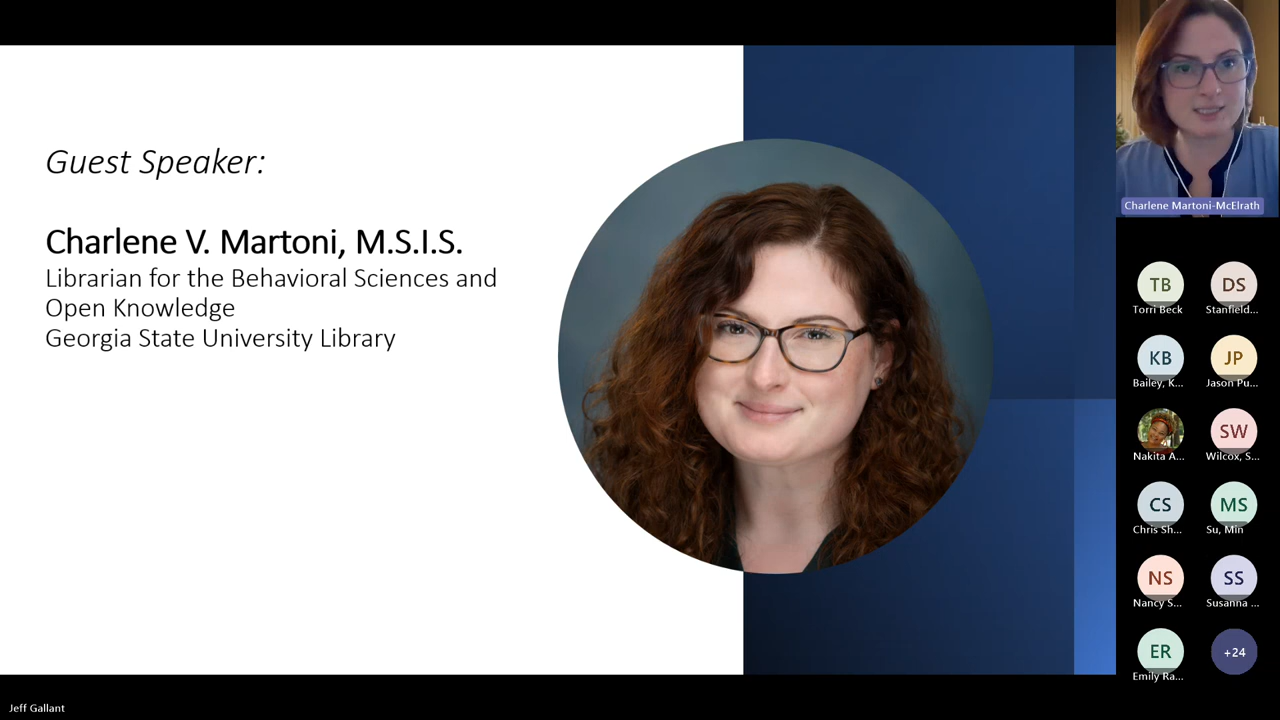 Guest Speaker:
Charlene V. Martoni, M.S.I.S.
Librarian for the Behavioral Sciences and
Open Knowledge
Georgia State University Library
Charlene Martoni-McElrath
TB DS
Torri Beck Stanfield...
KB JP
Bailey, K... Jason Pu...
SW
Nakita A... Wilcox, S...
CS MS
Chris Sh... Su, Min
NS SS
Nancy S... Susanna ...
ER +24
Emily Ra...
Jeff Gallant